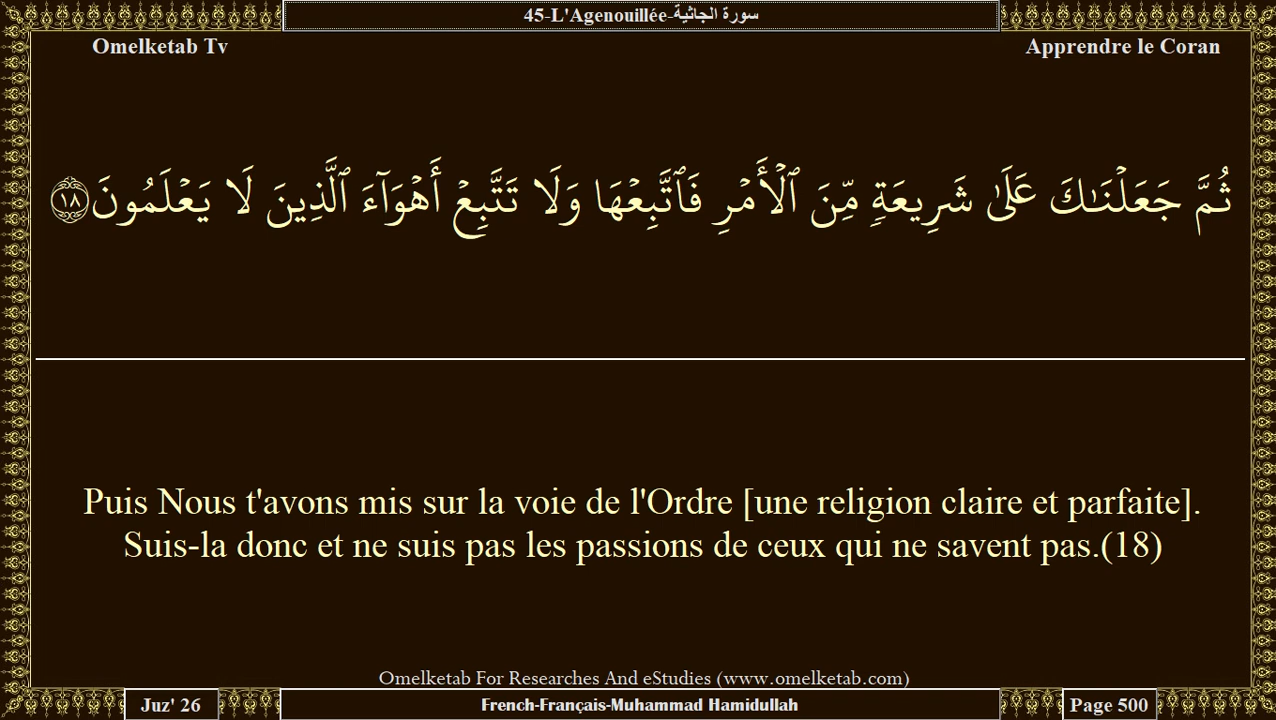 45-L'Agenouillée-سورة الجاثية
Omelketab Tv
Apprendre le Coran
ثُمَّ جَعَلْنَـٰكَ عَلَىٰ شَرِيعَةٍ مِّنَ ٱلْأَمْرِ فَٱتَّبِعْهَا وَلَا تَتَّبِعْ أَهْوَآءَ ٱلَّذِينَ لَا يَعْلَمُونَ ١٨
Puis Nous t'avons mis sur la voie de l'Ordre [une religion claire et parfaite].
Suis-la donc et ne suis pas les passions de ceux qui ne savent pas.(18)
Omelketab For Researches And eStudies (www.omelketab.com)
Juz' 26
French-Français-Muhammad Hamidullah
Page 500